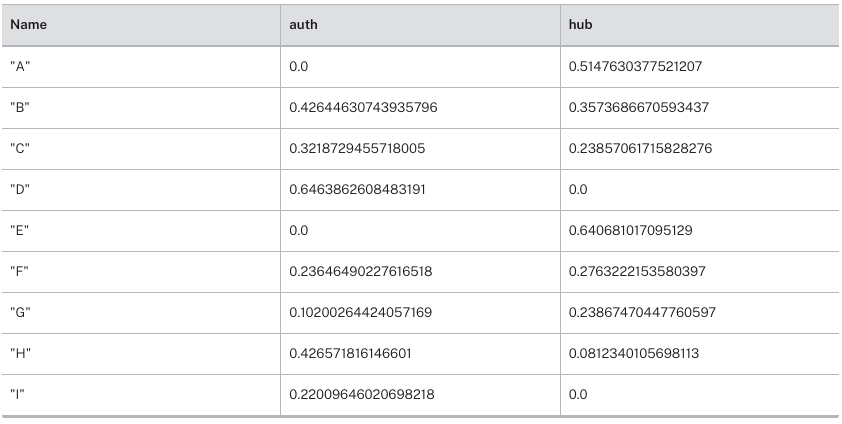 Name auth hub
"A" 0.0 0.5147630377521207
"B" 0.42644630743935796 0.3573686670593437
"C" 0.3218729455718005 0.23857061715828276
"D" 0.6463862608483191 0.0
"E" 0.0 0.640681017095129
"F" 0.23646490227616518 0.2763222153580397
"G" 0.10200264424057169 0.23867470447760597
"H" 0.426571816146601 0.0812340105698113
"I" 0.22009646020698218 0.0